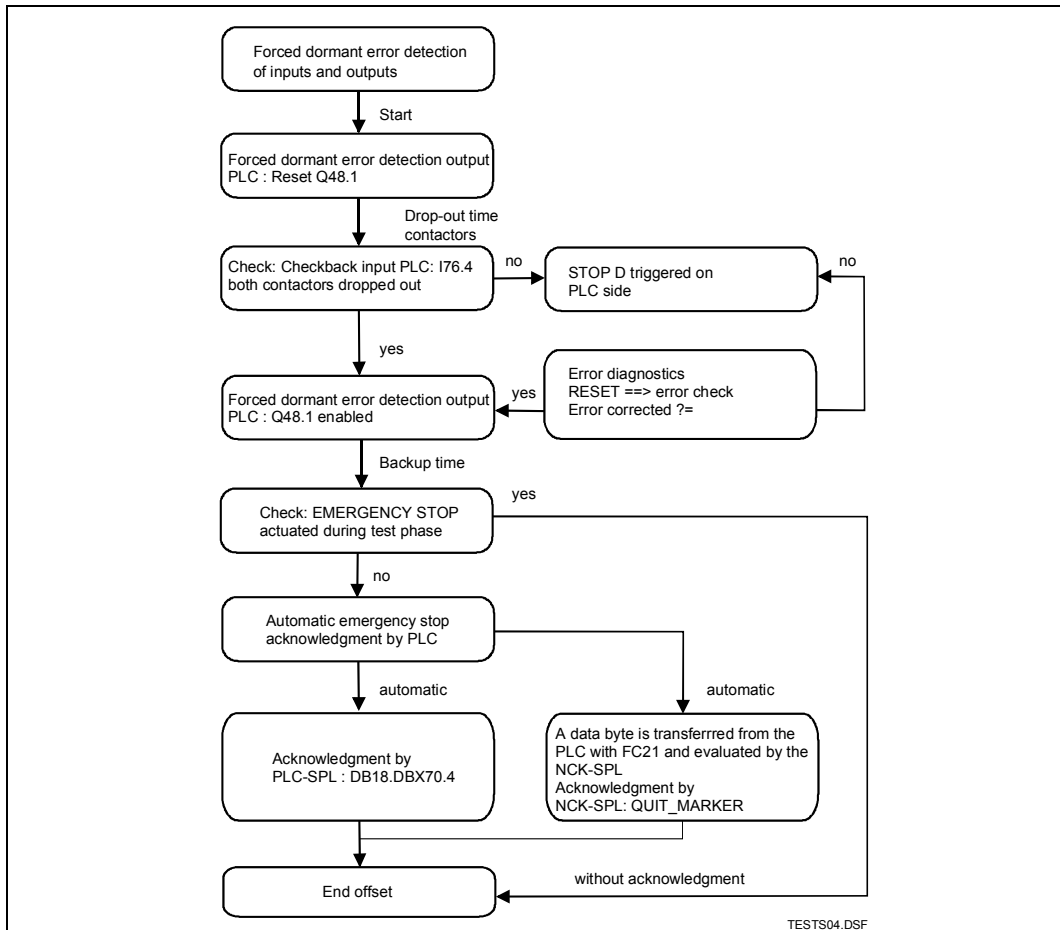 Forced dormant error detection
of inputs and outputs
Start
Forced dormant error detection output
PLC : Reset Q48.1
Drop-out time
contactors
Check: Checkback input PLC: I76.4
both contactors dropped out
no
STOP D triggered on
PLC side
no
yes
Error diagnostics
RESET ==> error check
Error corrected ?=
yes
Forced dormant error detection output
PLC : Q48.1 enabled
Backup time
Check: EMERGENCY STOP
actuated during test phase
yes
no
Automatic emergency stop
acknowledgment by PLC
automatic
automatic
Acknowledgment by
PLC-SPL : DB18.DBX70.4
A data byte is transferrred from the
PLC with FC21 and evaluated by the
NCK-SPL
Acknowledgment by
NCK-SPL: QUIT_MARKER
End offset
without acknowledgment
TESTS04.DSF